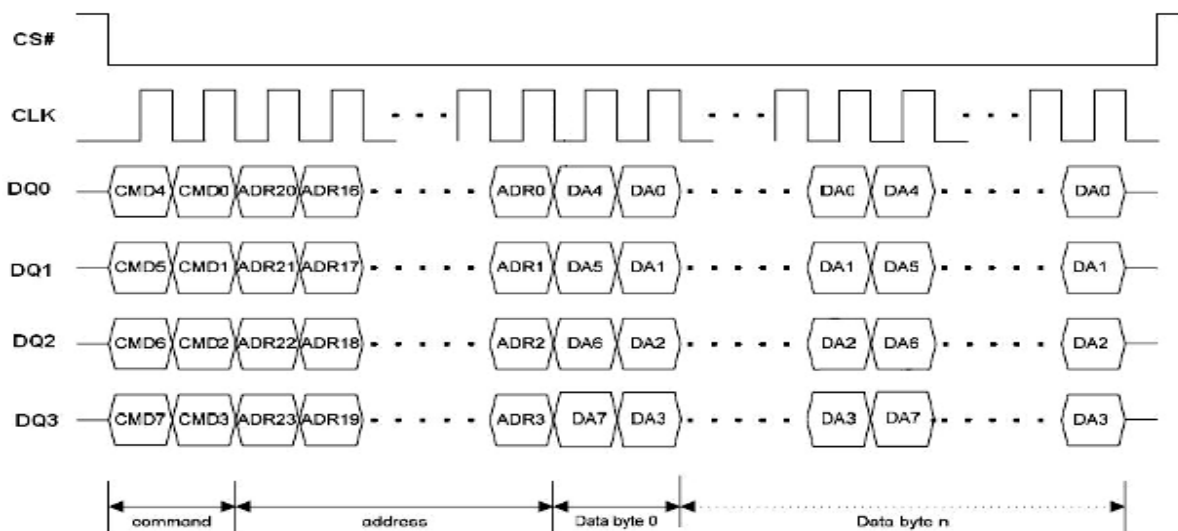 CS#
CLK
DQ0 CMD4 CMD0 ADR20 ADR16 ADR0 DA4 DA0 DA0 DA4 DA0
DQ1 CMD5 CMD1 ADR21 ADR17 ADR1 DA5 DA1 DA1 DA5 DA1
DQ2 CMD6 CMD2 ADR22 ADR18 ADR2 DA6 DA2 DA2 DA6 DA2
DQ3 CMD7 CMD3 ADR23 ADR19 ADR3 DA7 DA3 DA3 DA7 DA3
command address Data byte 0 Data byte n